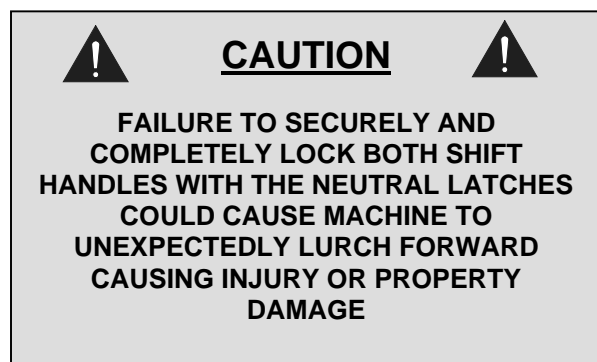 CAUTION
FAILURE TO SECURELY AND
COMPLETELY LOCK BOTH SHIFT
HANDLES WITH THE NEUTRAL LATCHES
COULD CAUSE MACHINE TO
UNEXPECTEDLY LURCH FORWARD
CAUSING INJURY OR PROPERTY
DAMAGE